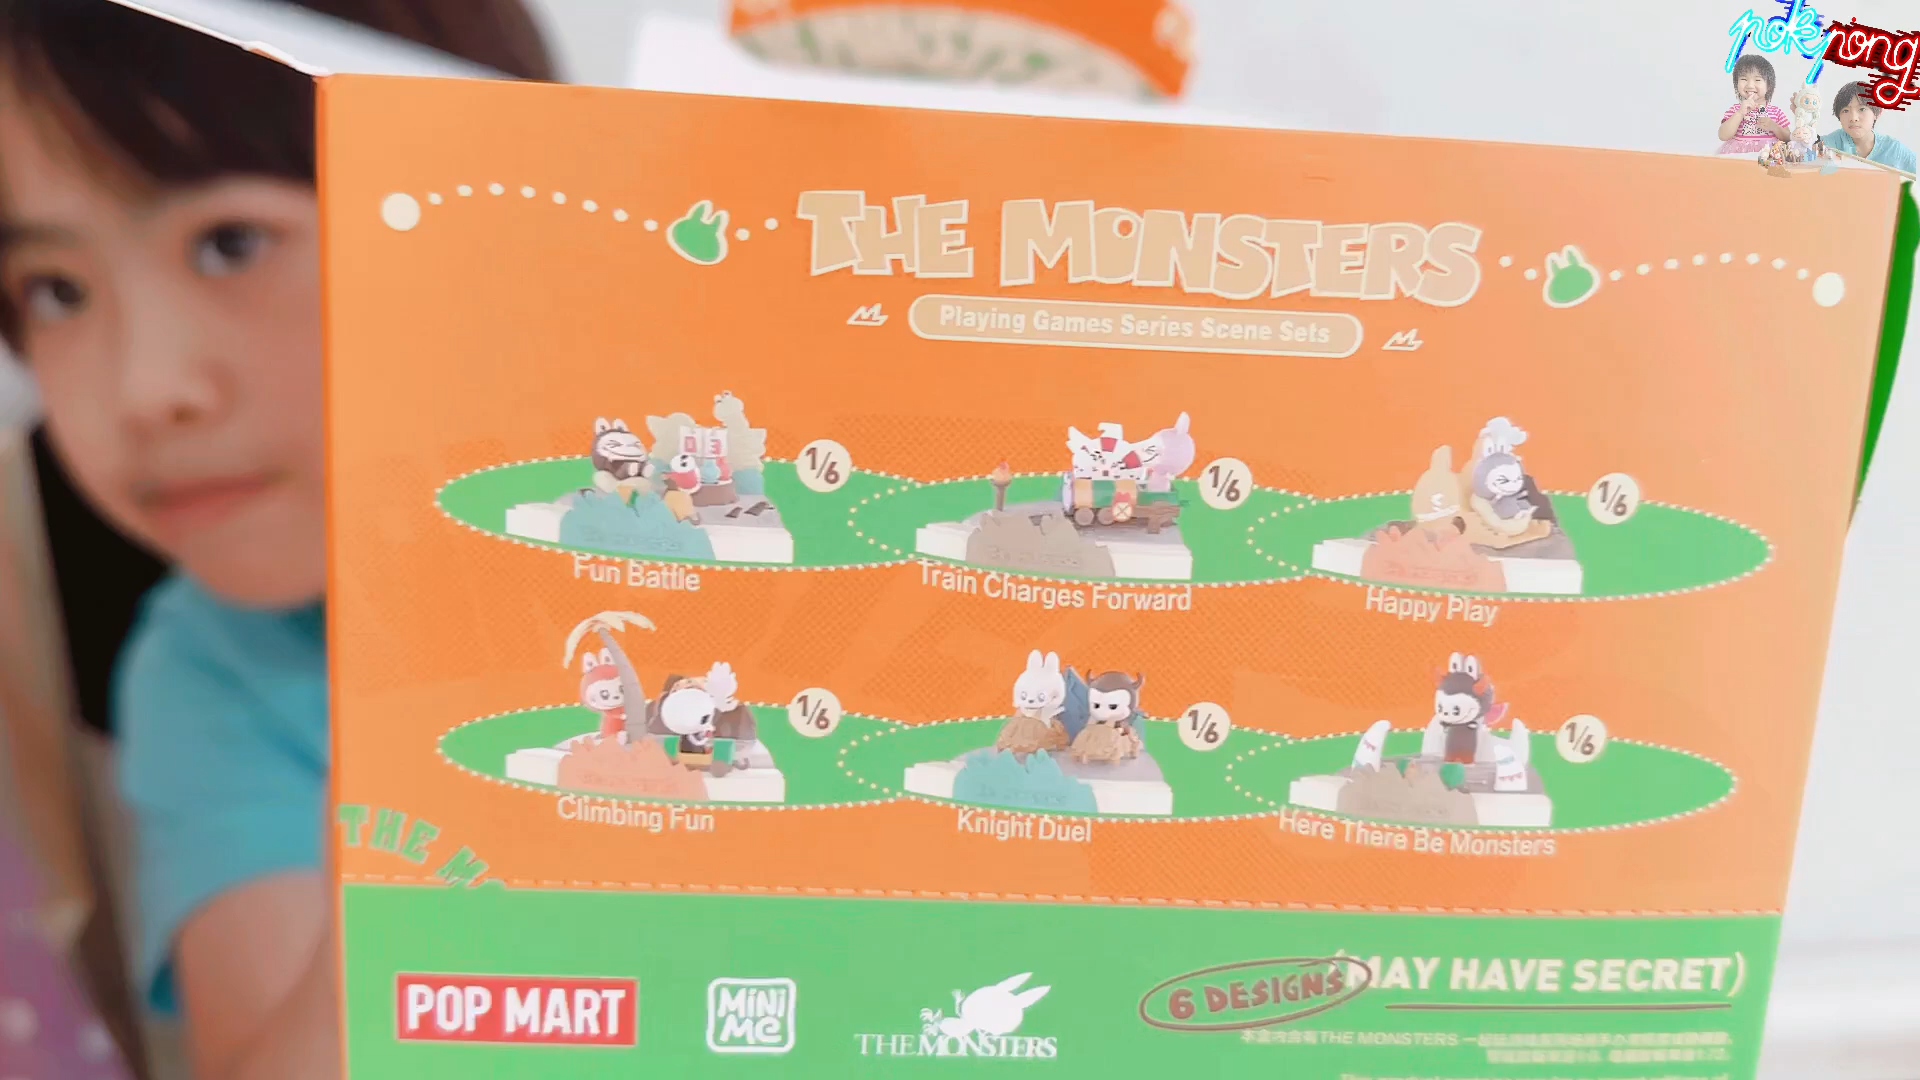 nok nong
THE MONSTERS
Playing Games Series Scene Sets
1/6
1/6
1/6
Fun Battle
Train Charges Forward
Happy Play
1/6
1/6
1/6
Climbing Fun
Knight Duel
Here There Be Monsters
THE M
POP MART
MINI ME
THE MONSTERS
6 DESIGNS
(MAY HAVE SECRET)
THE MONSTERS